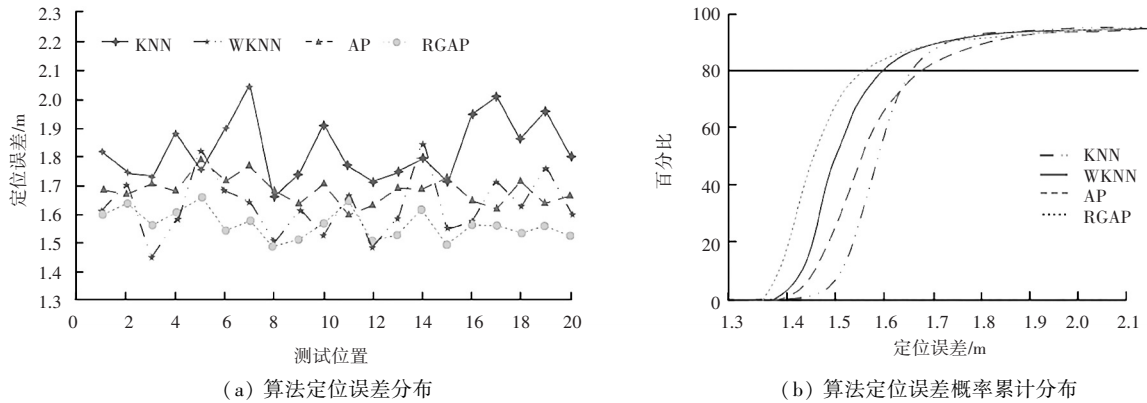 2.3
2.2
2.1
2.0
1.9
1.8
1.7
1.6
1.5
1.4
1.3
定位误差/m
KNN WKNN AP RGAP
0 2 4 6 8 10 12 14 16 18 20
测试位置
(a) 算法定位误差分布
100
80
60
40
20
0
百分比
KNN
WKNN
AP
RGAP
1.3 1.4 1.5 1.6 1.7 1.8 1.9 2.0 2.1
定位误差/m
(b) 算法定位误差概率累计分布